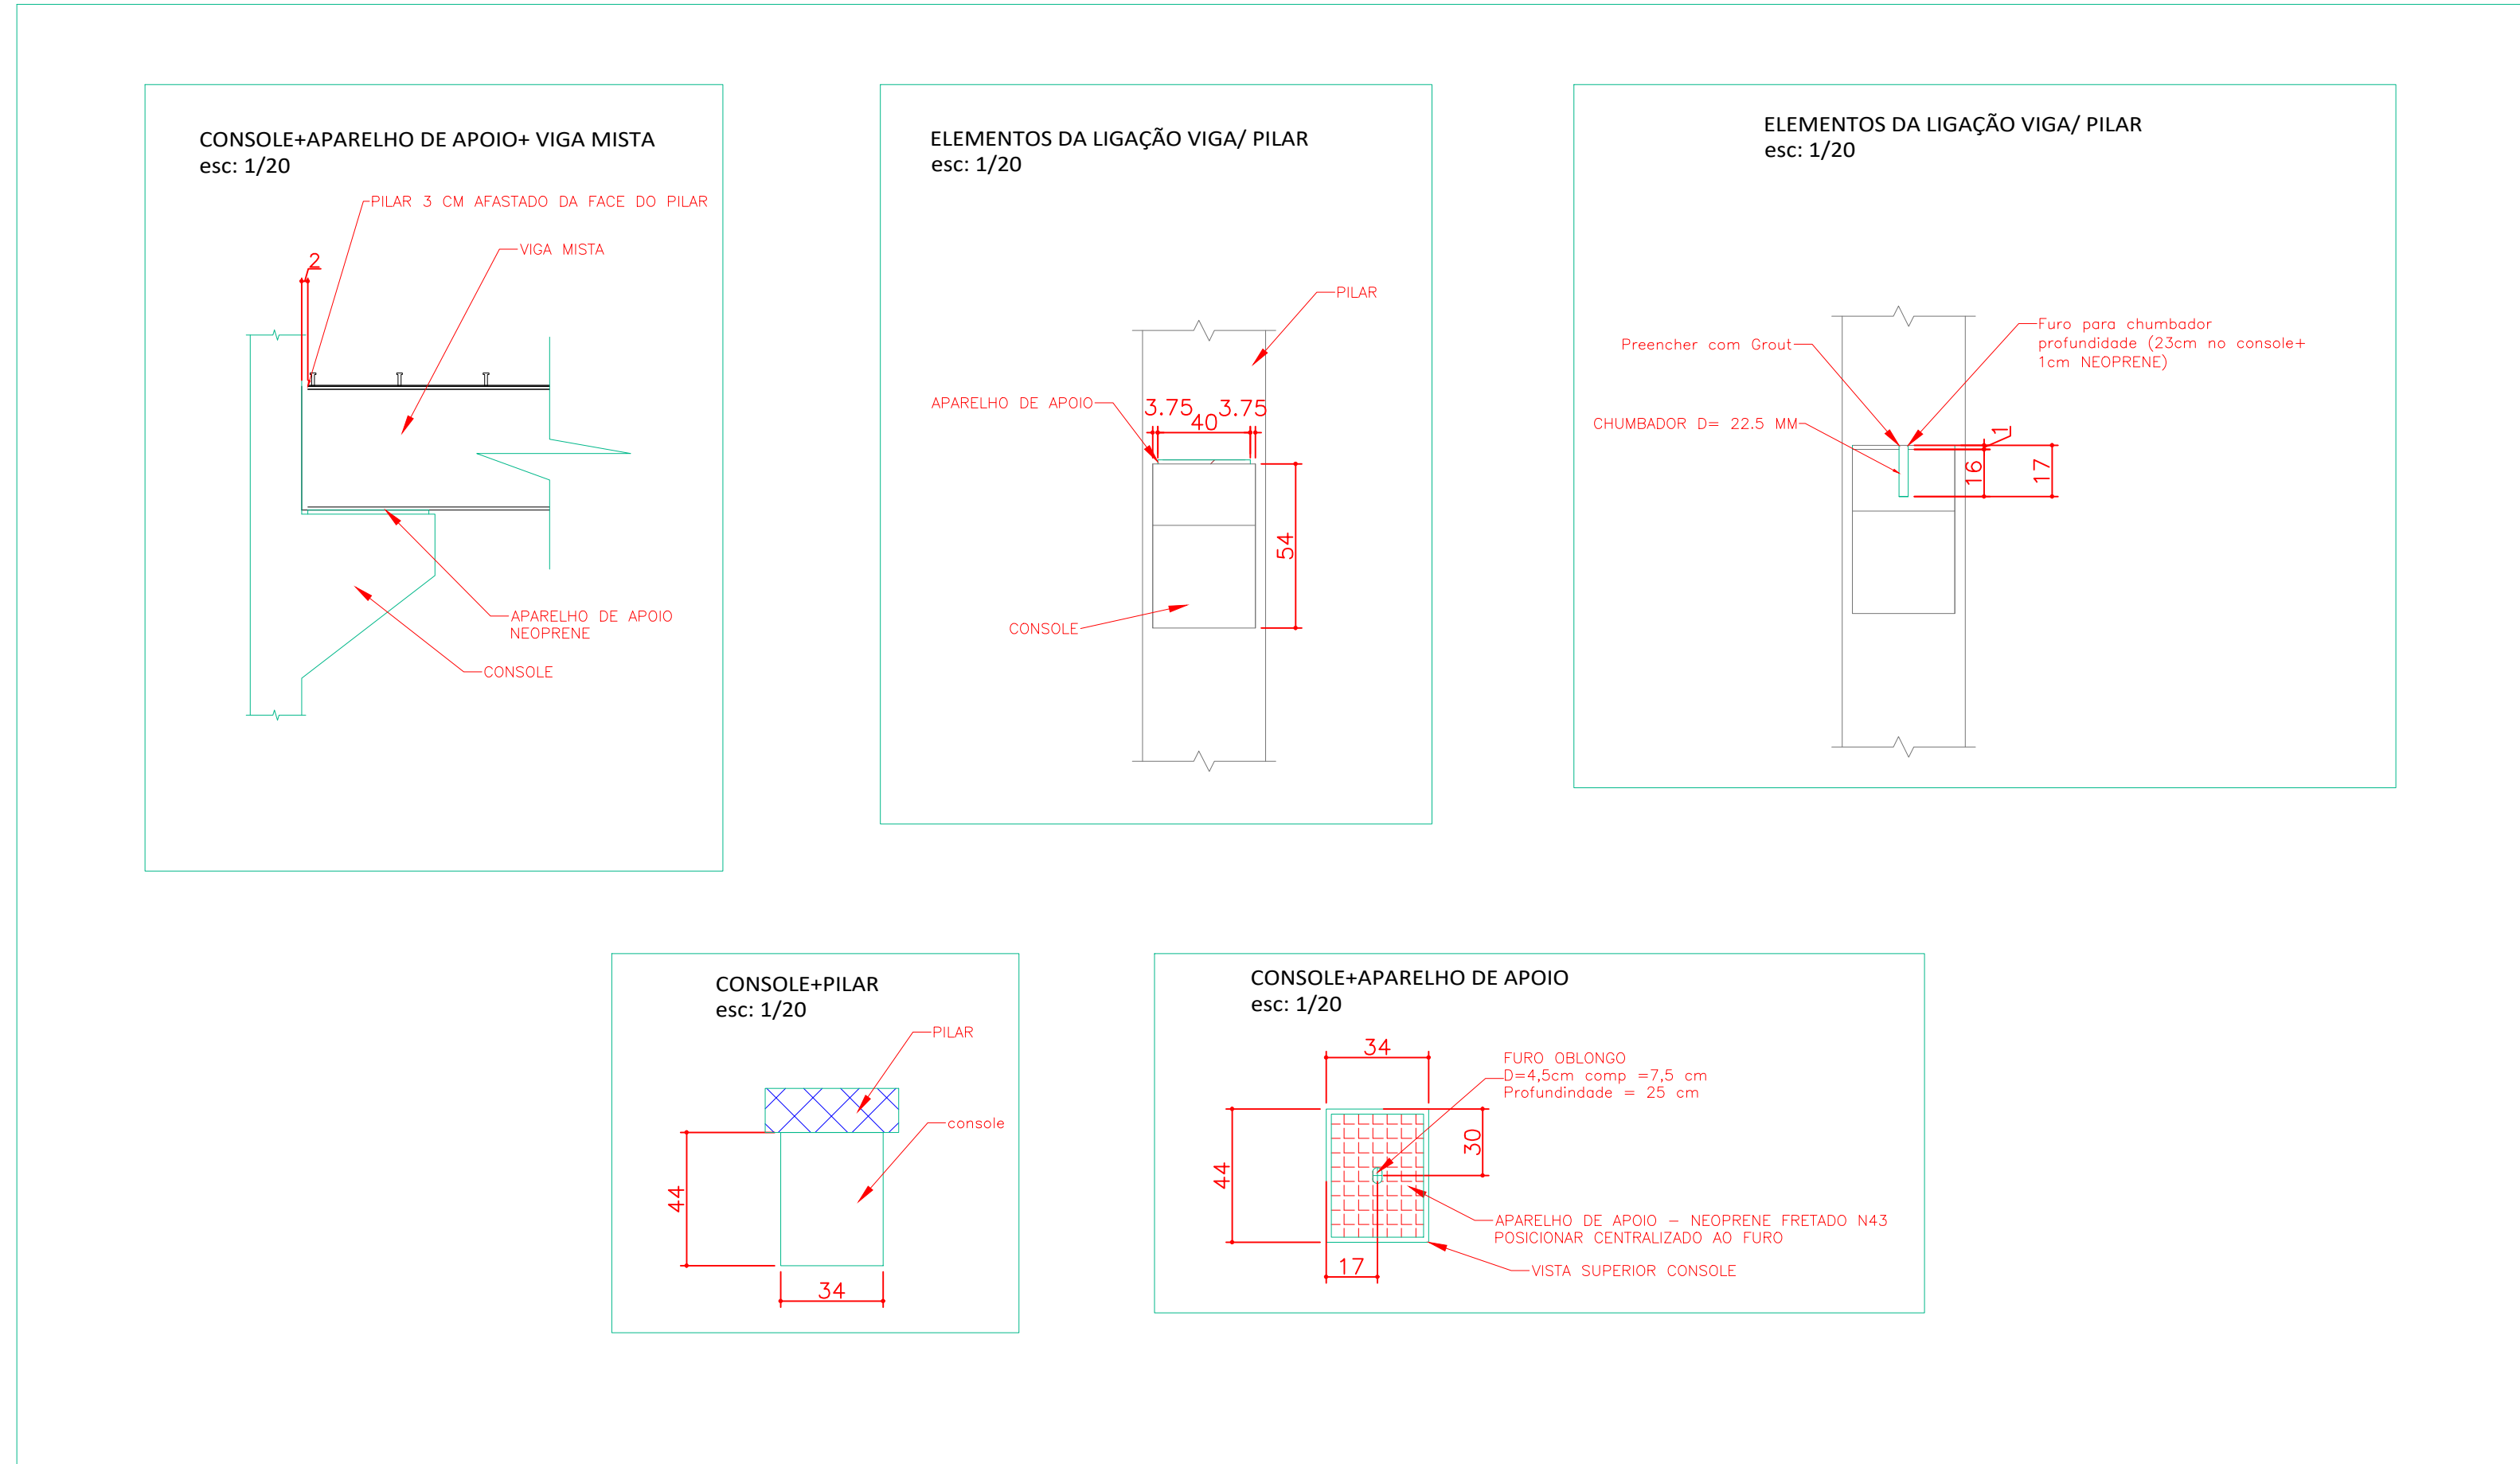 CONSOLE+APARELHO DE APOIO+ VIGA MISTA
esc: 1/20
PILAR 3 CM AFASTADO DA FACE DO PILAR
VIGA MISTA
2
APARELHO DE APOIO
NEOPRENE
CONSOLE
ELEMENTOS DA LIGAÇÃO VIGA/ PILAR
esc: 1/20
PILAR
APARELHO DE APOIO
3.75
40
3.75
54
CONSOLE
ELEMENTOS DA LIGAÇÃO VIGA/ PILAR
esc: 1/20
Furo para chumbador
profundidade (23cm no console+
1cm NEOPRENE)
Preencher com Grout
CHUMBADOR D= 22.5 MM
1
16
17
CONSOLE+PILAR
esc: 1/20
PILAR
console
44
34
CONSOLE+APARELHO DE APOIO
esc: 1/20
34
FURO OBLONGO
D=4,5cm comp =7,5 cm
Profundindade = 25 cm
30
44
APARELHO DE APOIO – NEOPRENE FRETADO N43
POSICIONAR CENTRALIZADO AO FURO
17
VISTA SUPERIOR CONSOLE